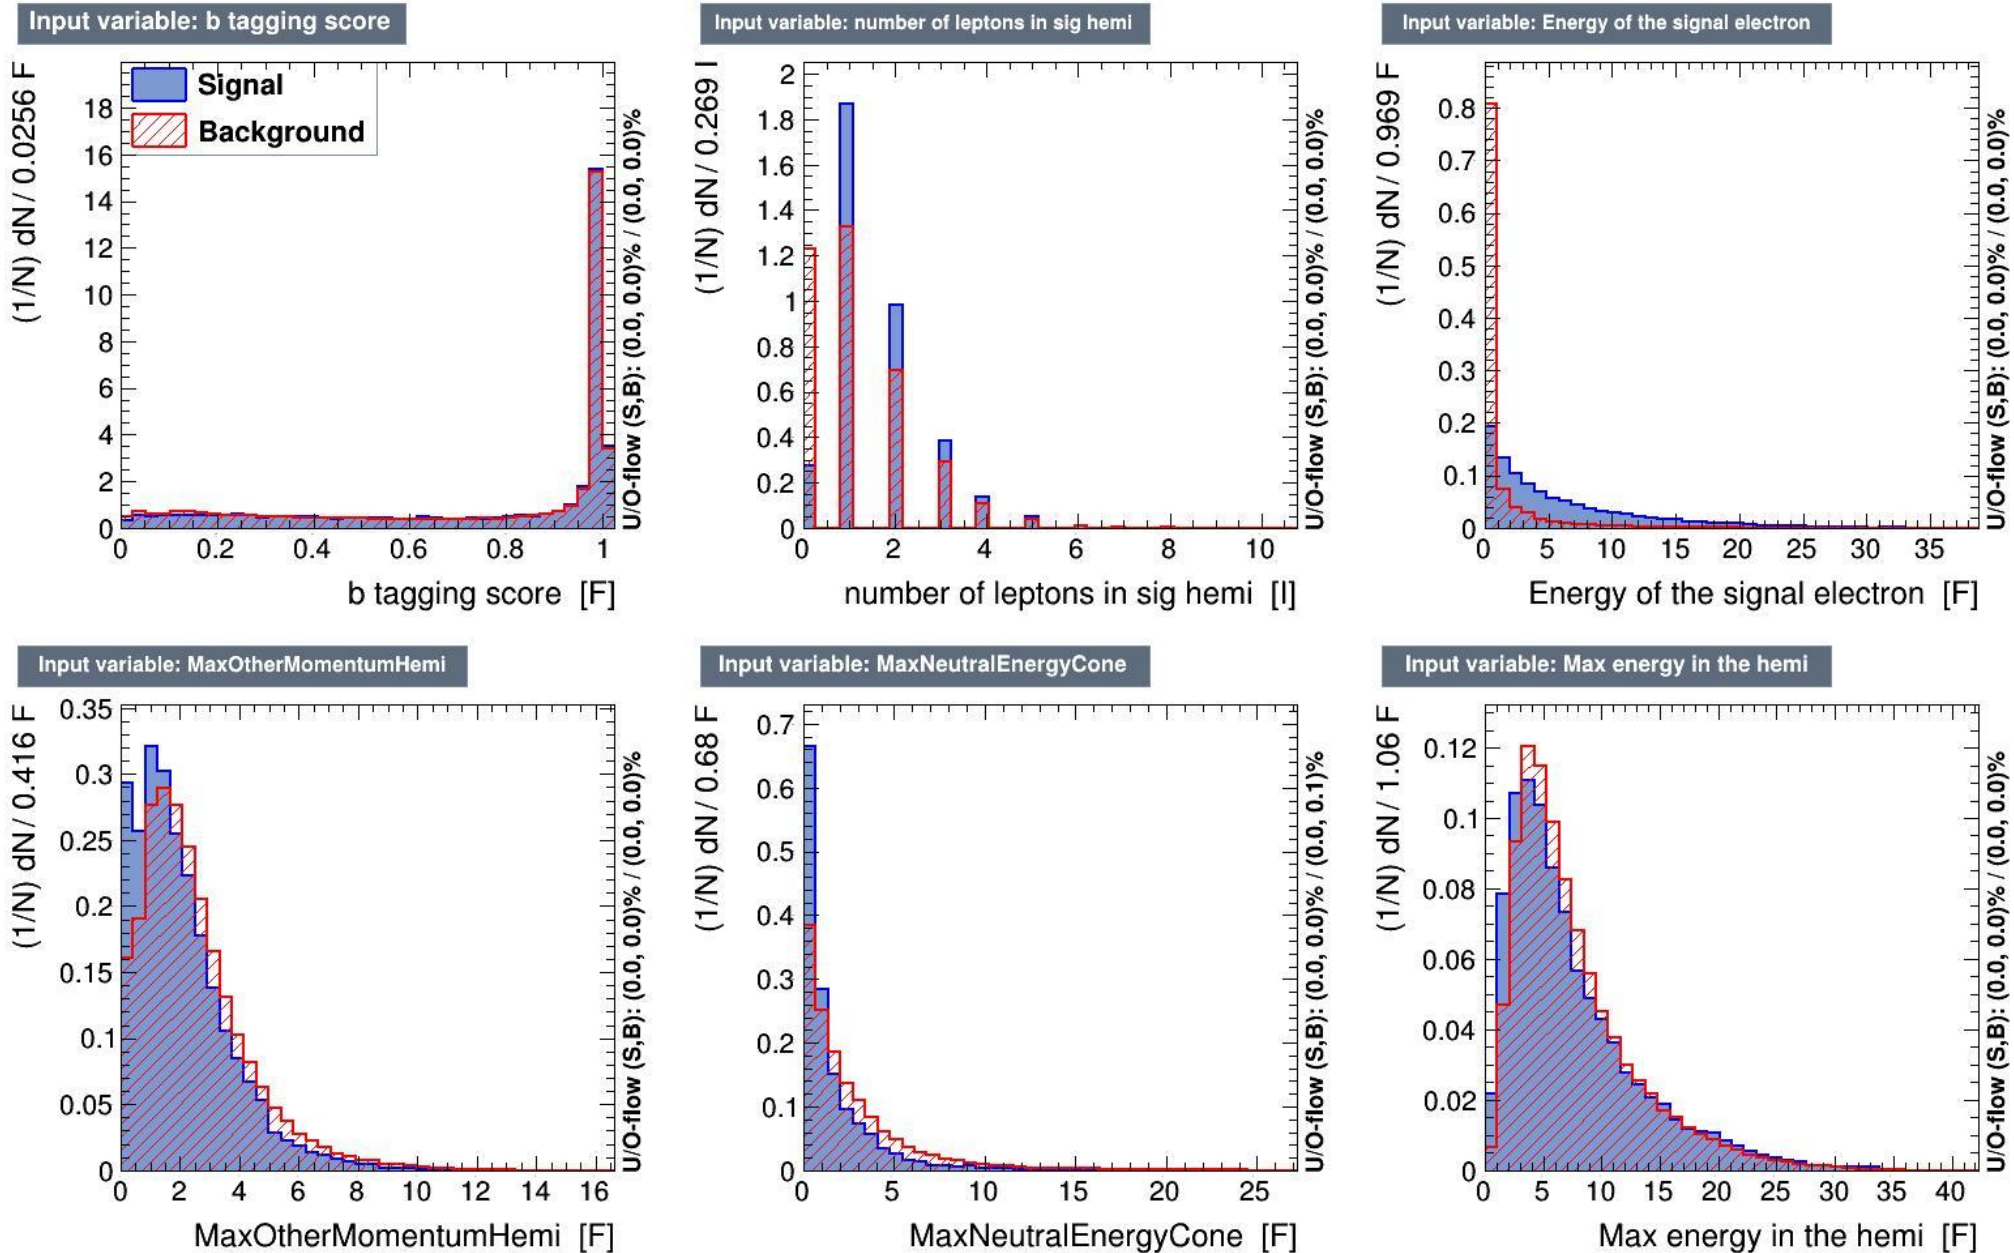 Input variable: b tagging score
(1/N) dN / 0.0256 F
18
16
14
12
10
8
6
4
2
0
Signal
Background
U/O-flow (S,B): (0.0, 0.0)% / (0.0, 0.0)%
0 0.2 0.4 0.6 0.8 1
b tagging score [F]
Input variable: number of leptons in sig hemi
(1/N) dN / 0.269 I
2
1.8
1.6
1.4
1.2
1
0.8
0.6
0.4
0.2
0
U/O-flow (S,B): (0.0, 0.0)% / (0.0, 0.0)%
0 2 4 6 8 10
number of leptons in sig hemi [I]
Input variable: Energy of the signal electron
(1/N) dN / 0.969 F
0.8
0.7
0.6
0.5
0.4
0.3
0.2
0.1
0
U/O-flow (S,B): (0.0, 0.0)% / (0.0, 0.0)%
0 5 10 15 20 25 30 35
Energy of the signal electron [F]
Input variable: MaxOtherMomentumHemi
(1/N) dN / 0.416 F
0.35
0.3
0.25
0.2
0.15
0.1
0.05
0
U/O-flow (S,B): (0.0, 0.0)% / (0.0, 0.0)%
0 2 4 6 8 10 12 14 16
MaxOtherMomentumHemi [F]
Input variable: MaxNeutralEnergyCone
(1/N) dN / 0.68 F
0.7
0.6
0.5
0.4
0.3
0.2
0.1
0
U/O-flow (S,B): (0.0, 0.0)% / (0.0, 0.1)%
0 5 10 15 20 25
MaxNeutralEnergyCone [F]
Input variable: Max energy in the hemi
(1/N) dN / 1.06 F
0.12
0.1
0.08
0.06
0.04
0.02
0
U/O-flow (S,B): (0.0, 0.0)% / (0.0, 0.0)%
0 5 10 15 20 25 30 35 40
Max energy in the hemi [F]